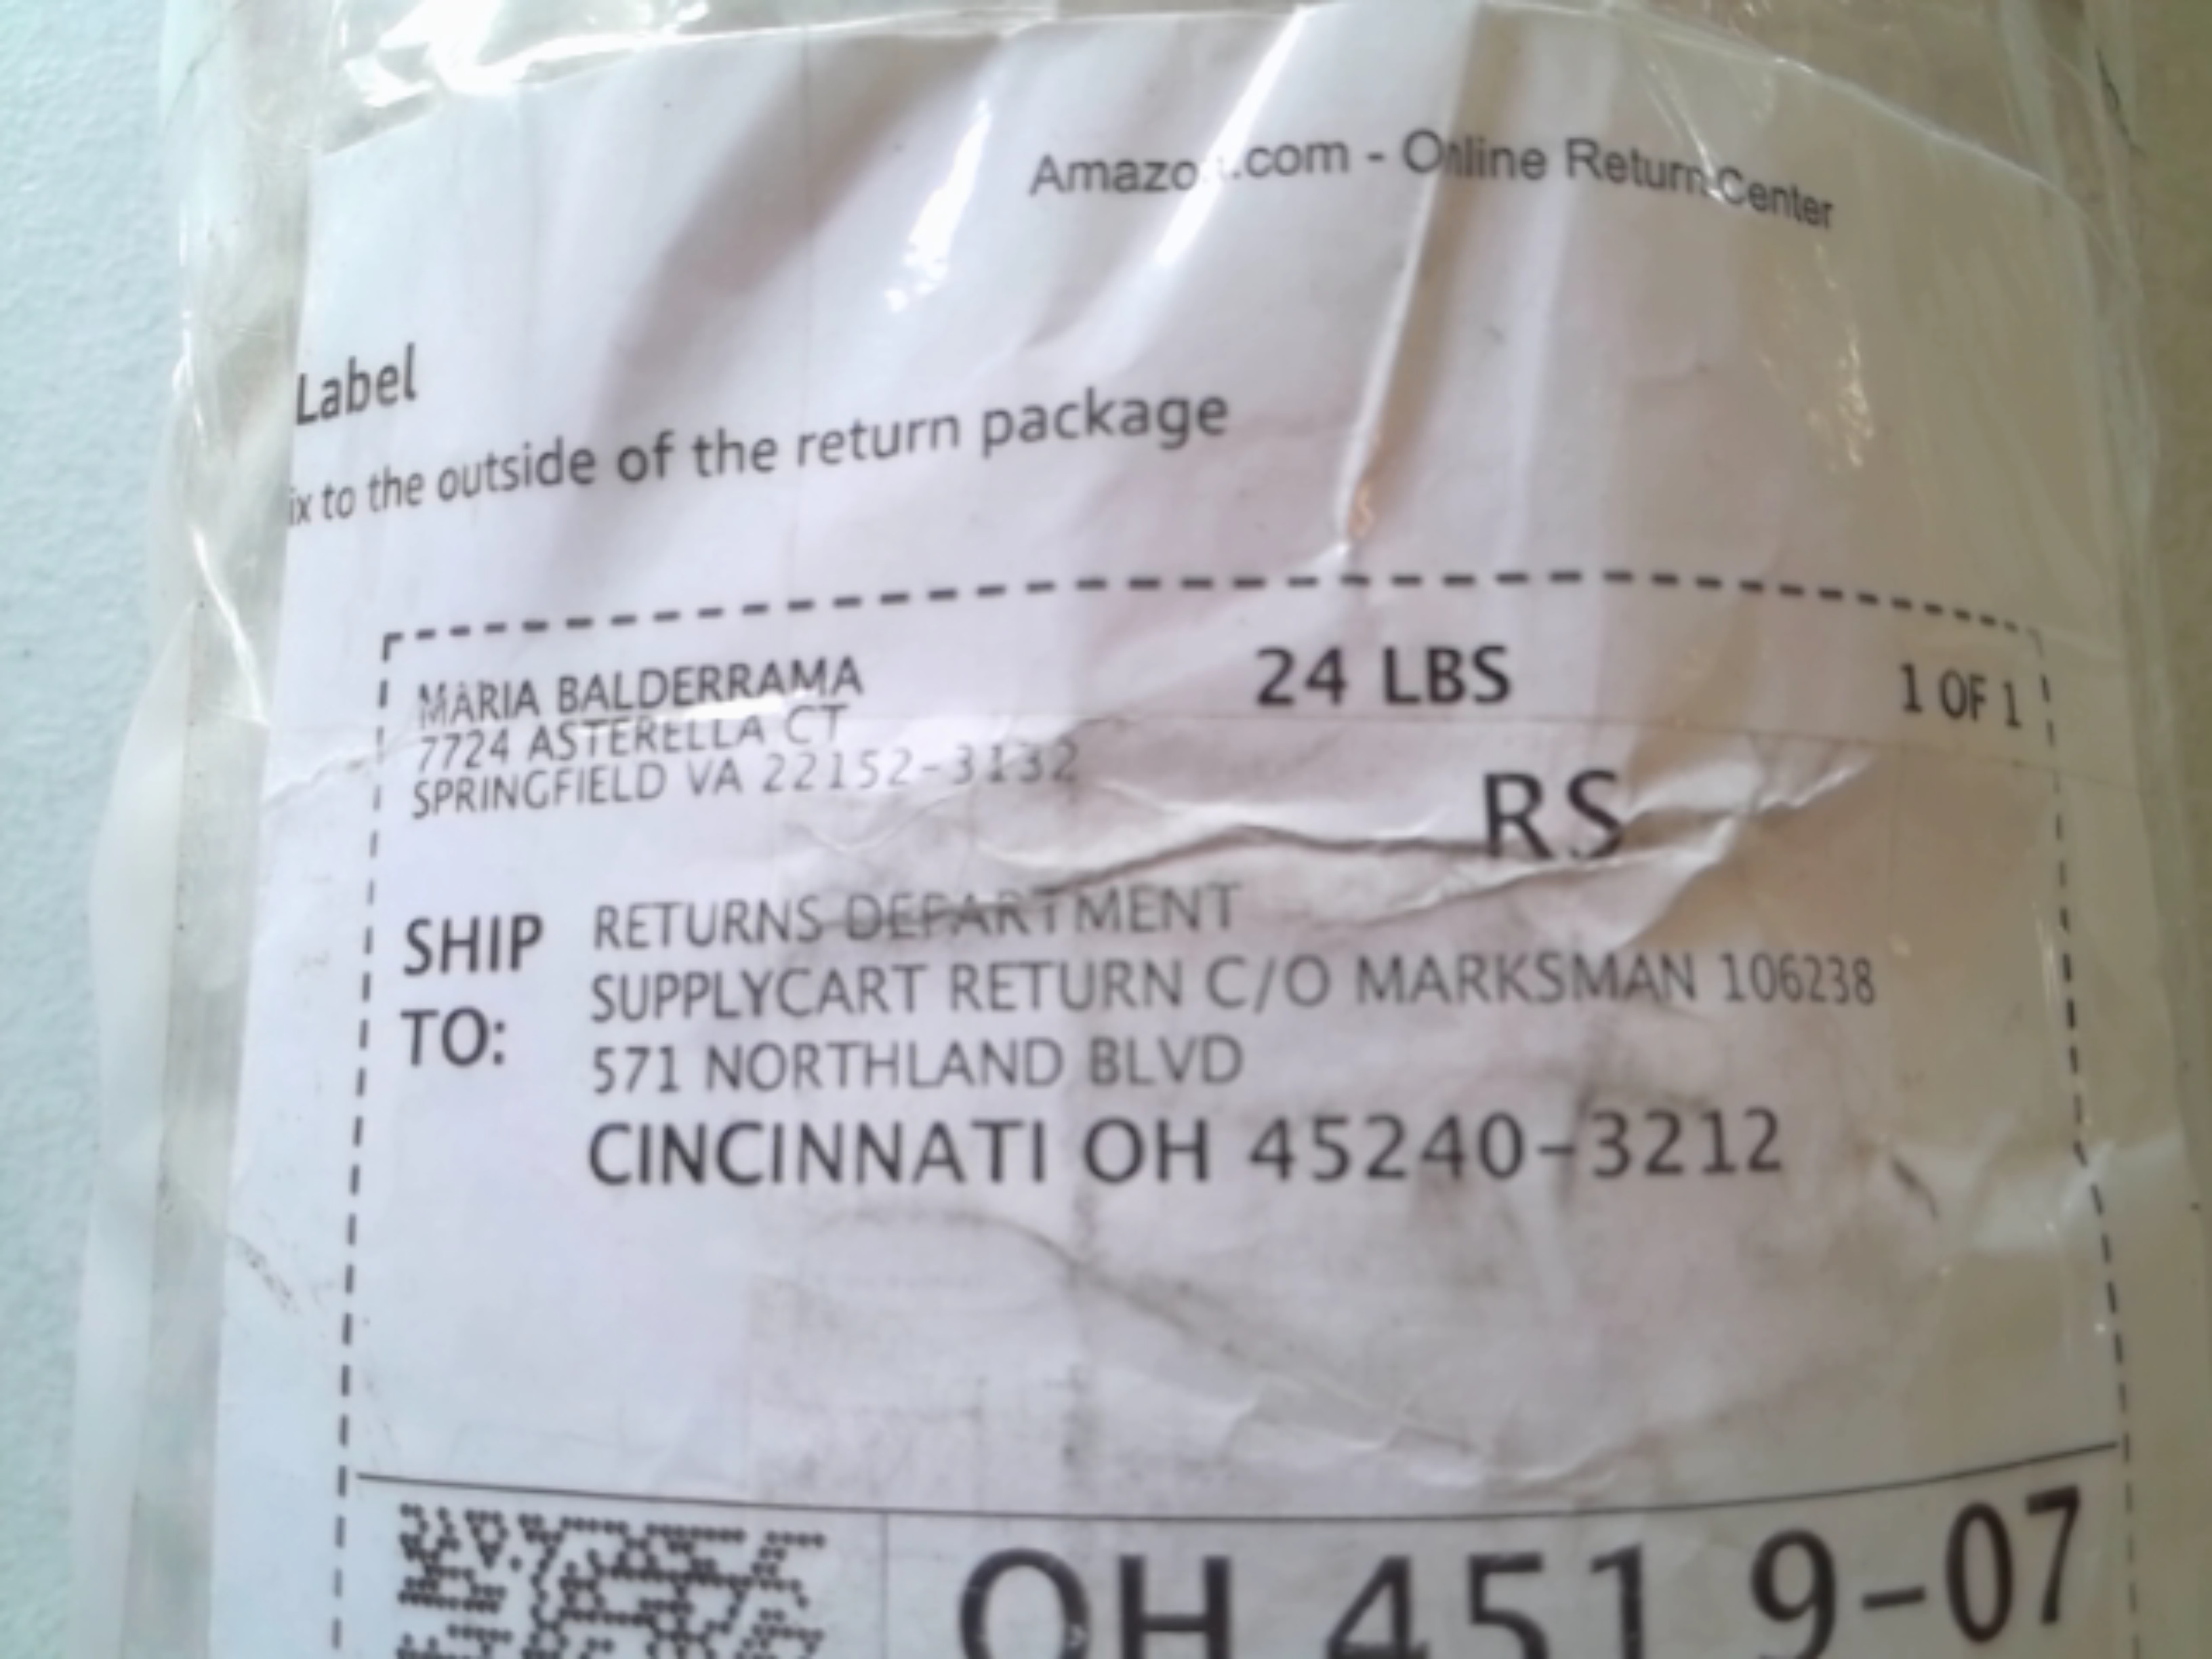 Amazon.com - Online Return Center
Label
ix to the outside of the return package
MARIA BALDERRAMA
7724 ASTERELLA CT
SPRINGFIELD VA 22152-3132
24 LBS
1 OF 1
RS
SHIP TO:
RETURNS DEPARTMENT
SUPPLYCART RETURN C/O MARKSMAN 106238
571 NORTHLAND BLVD
CINCINNATI OH 45240-3212
OH 451 9-07